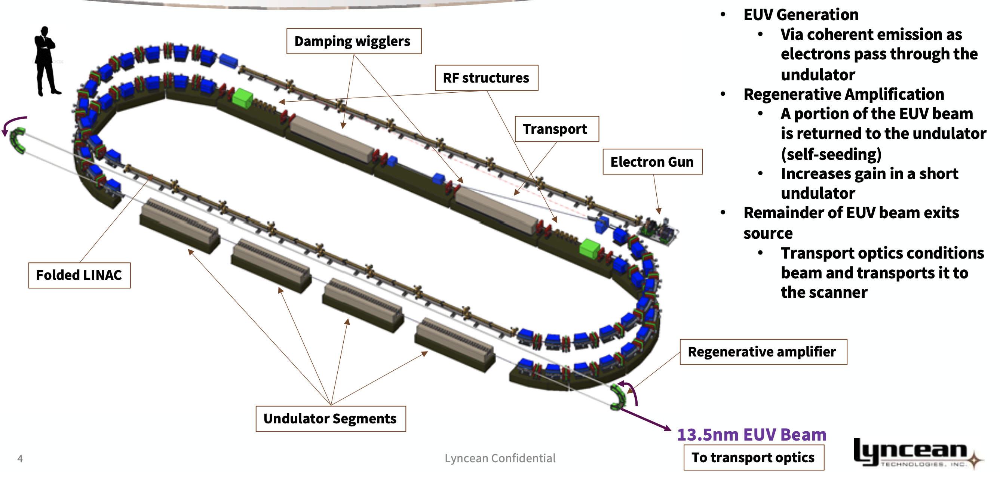 • EUV Generation
• Via coherent emission as
electrons pass through the
undulator
• Regenerative Amplification
• A portion of the EUV beam
is returned to the undulator
(self-seeding)
• Increases gain in a short
undulator
• Remainder of EUV beam exits
source
• Transport optics conditions
beam and transports it to
the scanner
Damping wigglers
RF structures
Transport
Electron Gun
Folded LINAC
Regenerative amplifier
Undulator Segments
13.5nm EUV Beam
To transport optics
4
Lyncean Confidential
lyncean
TECHNOLOGIES, INC.